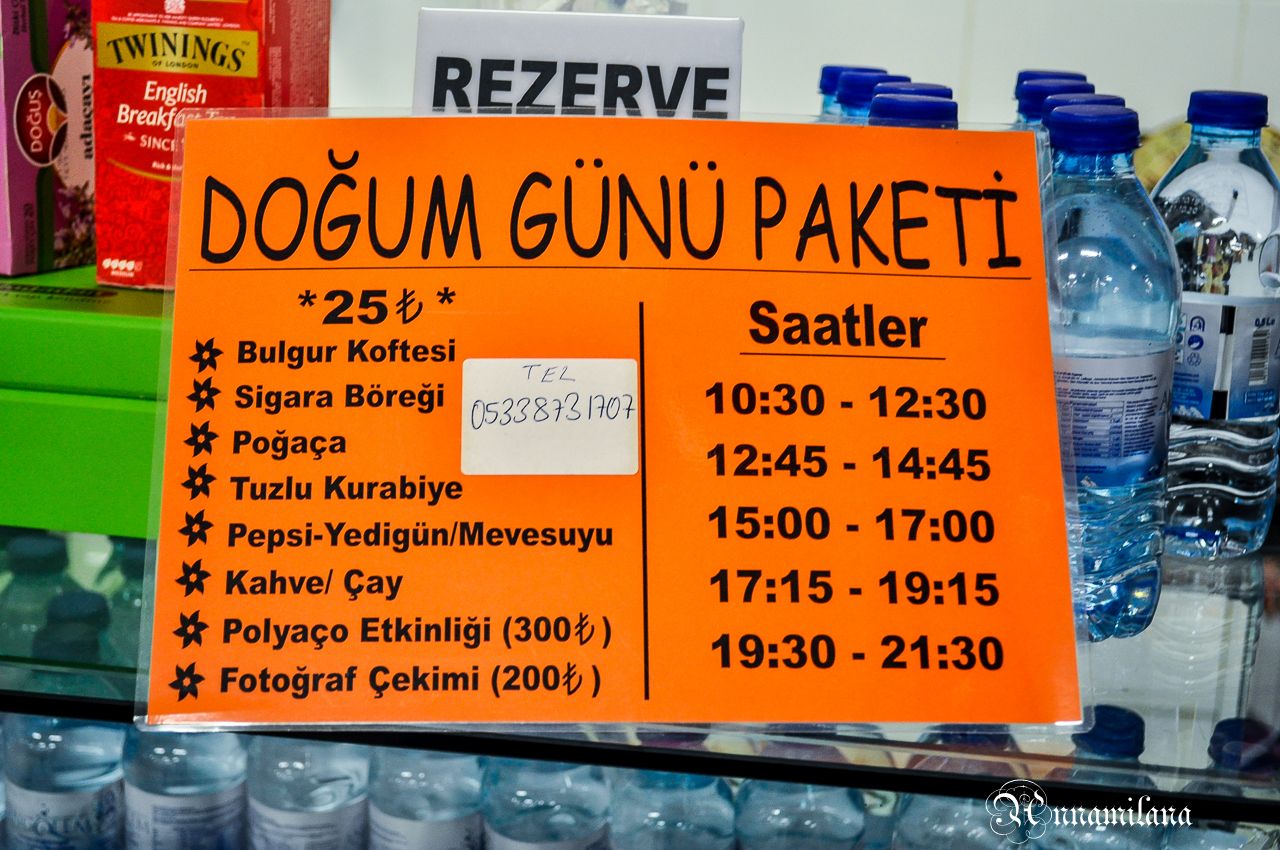 TWININGS
OF LONDON
English
Breakfast
SINCE
DOĞUŞ
adaçayı
REZERVE
DOĞUM GÜNÜ PAKETİ
*25₺*
Bulgur Koftesi
Sigara Böreği
Poğaça
Tuzlu Kurabiye
Pepsi-Yedigün/Mevesuyu
Kahve/ Çay
Polyaço Etkinliği (300₺)
Fotoğraf Çekimi (200₺)
TEL
05338731707
Saatler
10:30 - 12:30
12:45 - 14:45
15:00 - 17:00
17:15 - 19:15
19:30 - 21:30
Annamilana